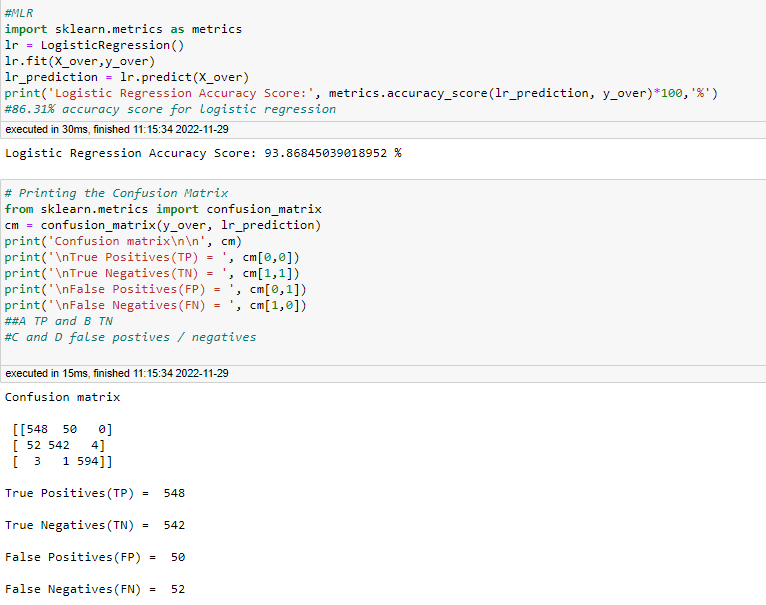 #MLR
import sklearn.metrics as metrics
lr = LogisticRegression()
lr.fit(X_over,y_over)
lr_prediction = lr.predict(X_over)
print('Logistic Regression Accuracy Score:', metrics.accuracy_score(lr_prediction, y_over)*100,'%')
#86.31% accuracy score for logistic regression
executed in 30ms, finished 11:15:34 2022-11-29
Logistic Regression Accuracy Score: 93.86845039018952 %
# Printing the Confusion Matrix
from sklearn.metrics import confusion_matrix
cm = confusion_matrix(y_over, lr_prediction)
print('Confusion matrix\n\n', cm)
print('\nTrue Positives(TP) = ', cm[0,0])
print('\nTrue Negatives(TN) = ', cm[1,1])
print('\nFalse Positives(FP) = ', cm[0,1])
print('\nFalse Negatives(FN) = ', cm[1,0])
##A TP and B TN
#C and D false postives / negatives
executed in 15ms, finished 11:15:34 2022-11-29
Confusion matrix
[[548 50 0]
[ 52 542 4]
[ 3 1 594]]
True Positives(TP) = 548
True Negatives(TN) = 542
False Positives(FP) = 50
False Negatives(FN) = 52